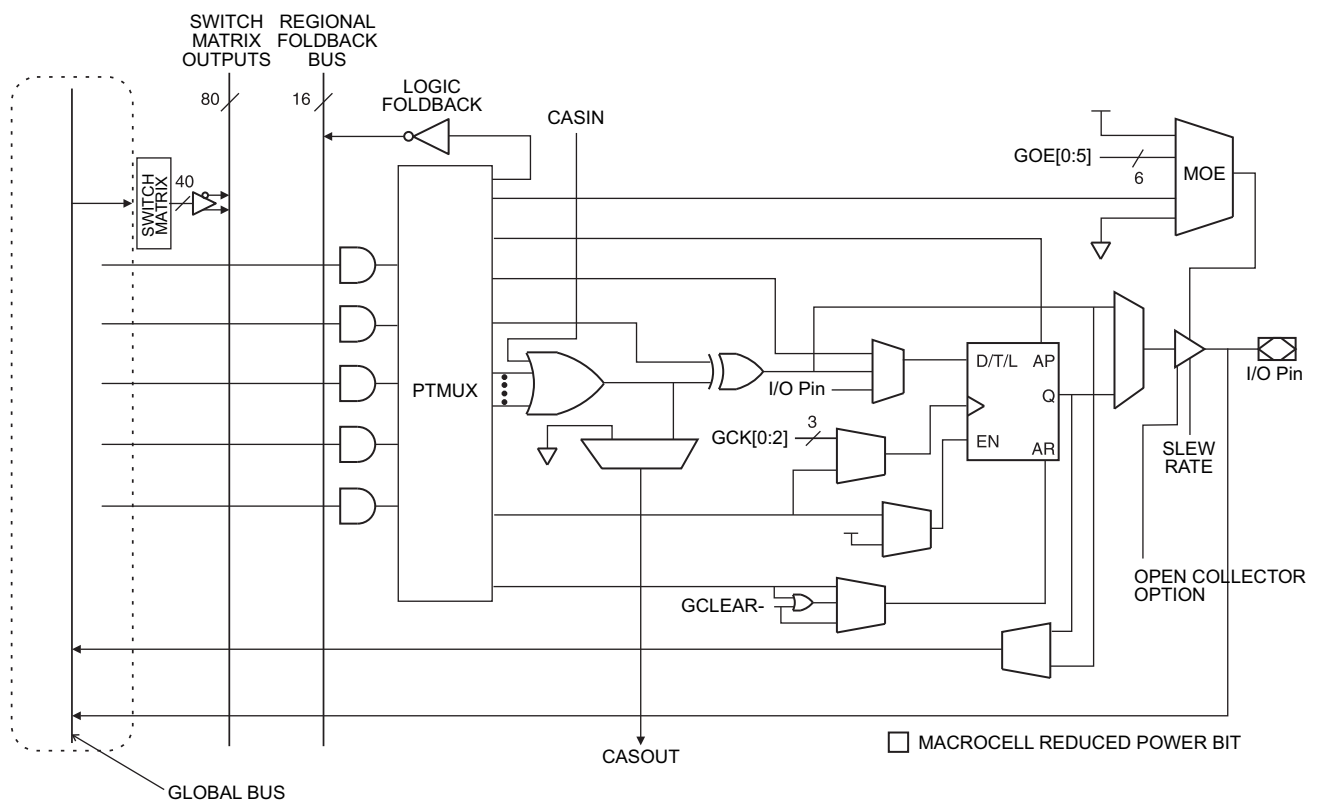 SWITCH
MATRIX
OUTPUTS
REGIONAL
FOLDBACK
BUS
80
16
LOGIC
FOLDBACK
CASIN
SWITCH
MATRIX
40
GOE[0:5]
6
MOE
PTMUX
D/T/L
AP
Q
EN
AR
I/O Pin
I/O Pin
GCK[0:2]
3
SLEW
RATE
GCLEAR-
OPEN COLLECTOR
OPTION
CASOUT
MACROCELL REDUCED POWER BIT
GLOBAL BUS